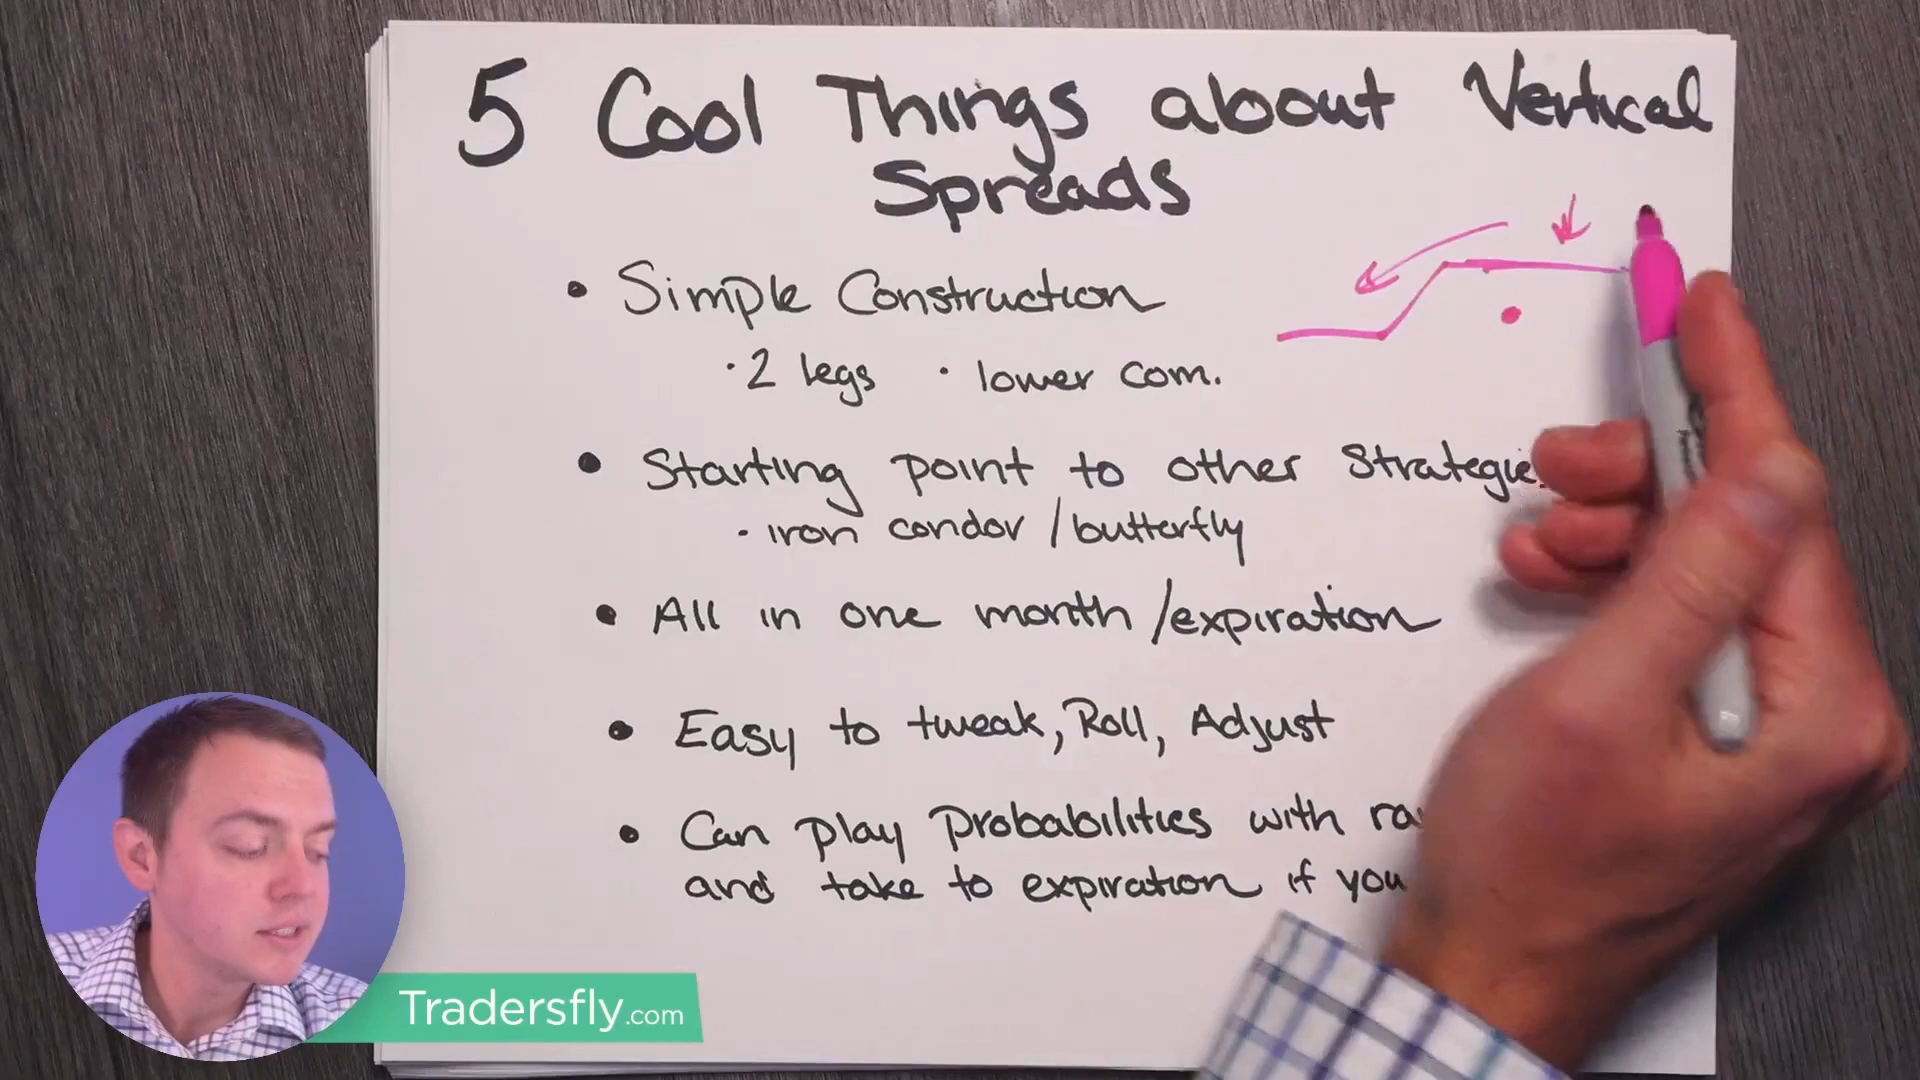 5 Cool Things about Vertical
Spreads
• Simple Construction
• 2 legs • lower com.
• Starting point to other Strategies
• iron condor / butterfly
• All in one month /expiration
• Easy to tweak, Roll, Adjust
• Can play probabilities with
and take to expiration if you
Tradersfly.com